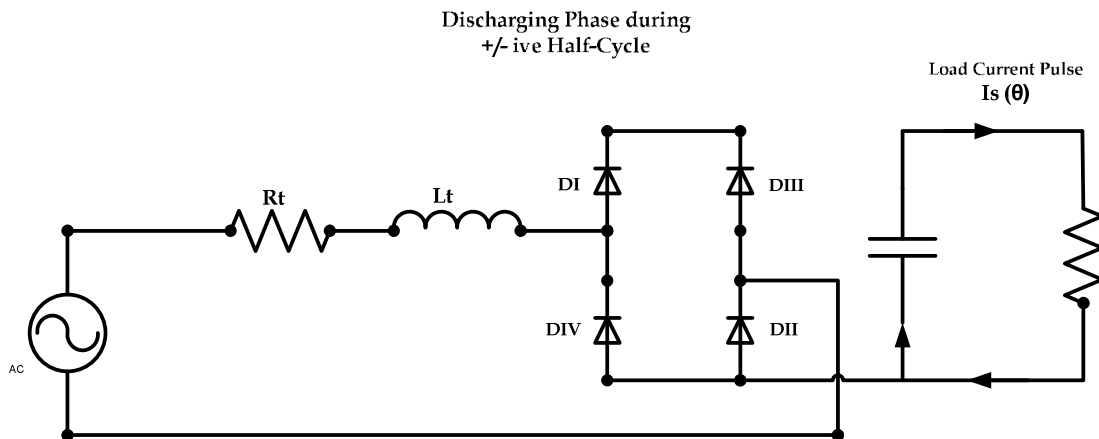 Discharging Phase during
+/- ive Half-Cycle
Load Current Pulse
Is (θ)
DI
DIII
Rt
Lt
DIV
DII
AC